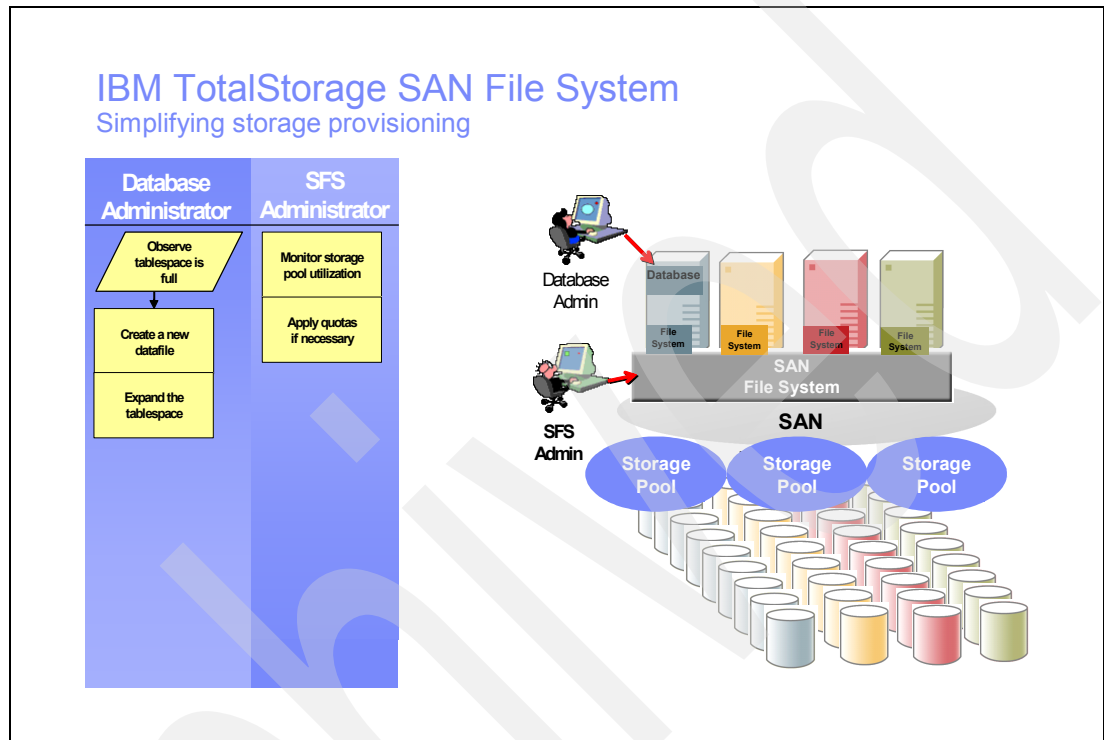 IBM TotalStorage SAN File System
Simplifying storage provisioning
Database
Administrator
SFS
Administrator
Observe
tablespace is
full
Create a new
datafile
Expand the
tablespace
Monitor storage
pool utilization
Apply quotas
if necessary
Database
Admin
SFS
Admin
Database
File
System
File
System
File
System
File
System
SAN
File System
SAN
Storage
Pool
Storage
Pool
Storage
Pool